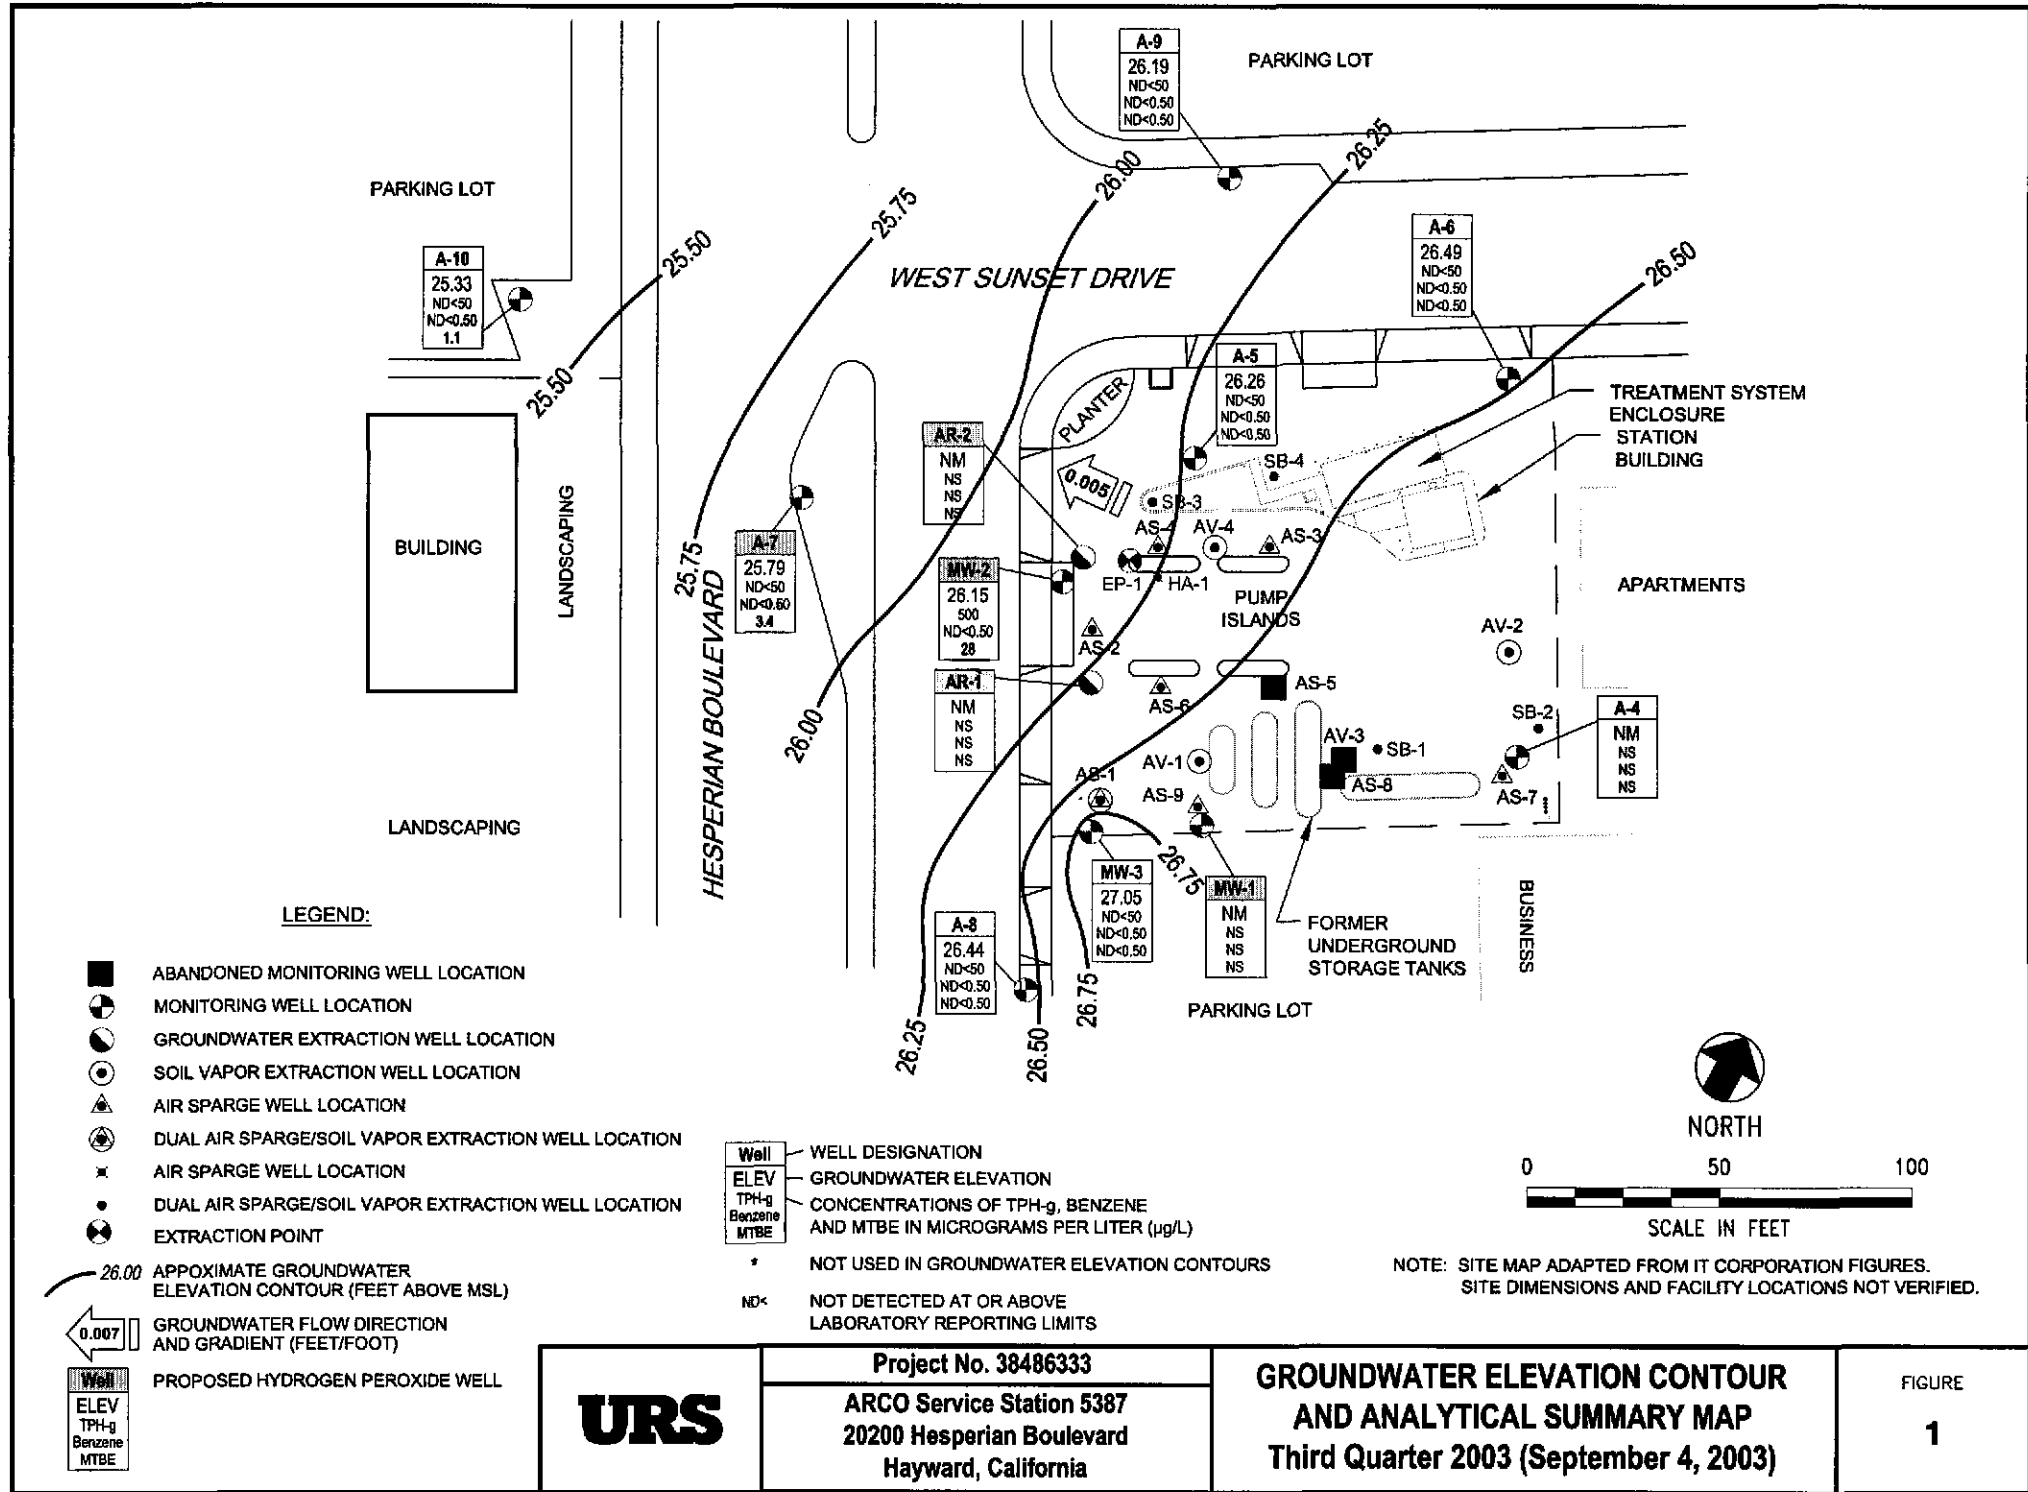 A-9
26.19
ND<50
ND<0.50
ND<0.50
PARKING LOT
26.25
26.00
PARKING LOT
25.75
25.50
A-10
25.33
ND<50
ND<0.50
1.1
WEST SUNSET DRIVE
A-6
26.49
ND<50
ND<0.50
ND<0.50
26.50
25.50
A-5
26.26
ND<50
ND<0.50
ND<0.50
PLANTER
TREATMENT SYSTEM
ENCLOSURE
STATION
BUILDING
AR-2
NM
NS
NS
NS
0.005
SB-4
SB-3
AS-4
AV-4
AS-3
BUILDING
LANDSCAPING
25.75
A-7
25.79
ND<50
ND<0.50
3.4
MW-2
26.15
500
ND<0.50
28
EP-1
HA-1
PUMP
ISLANDS
APARTMENTS
AS-2
AV-2
AR-1
NM
NS
NS
NS
AS-6
AS-5
HESPERIAN BOULEVARD
26.00
SB-2
A-4
NM
NS
NS
NS
AV-3
SB-1
AV-1
AS-1
AS-9
AS-8
AS-7
LANDSCAPING
26.75
MW-3
27.05
ND<50
ND<0.50
ND<0.50
MW-1
NM
NS
NS
NS
FORMER
UNDERGROUND
STORAGE TANKS
BUSINESS
A-8
26.44
ND<50
ND<0.50
ND<0.50
PARKING LOT
26.25
26.50
26.75
LEGEND:
ABANDONED MONITORING WELL LOCATION
MONITORING WELL LOCATION
GROUNDWATER EXTRACTION WELL LOCATION
SOIL VAPOR EXTRACTION WELL LOCATION
AIR SPARGE WELL LOCATION
DUAL AIR SPARGE/SOIL VAPOR EXTRACTION WELL LOCATION
AIR SPARGE WELL LOCATION
DUAL AIR SPARGE/SOIL VAPOR EXTRACTION WELL LOCATION
EXTRACTION POINT
26.00 APPOXIMATE GROUNDWATER
ELEVATION CONTOUR (FEET ABOVE MSL)
0.007 GROUNDWATER FLOW DIRECTION
AND GRADIENT (FEET/FOOT)
Well
ELEV
TPH-g
Benzene
MTBE
PROPOSED HYDROGEN PEROXIDE WELL
Well
ELEV
TPH-g
Benzene
MTBE
WELL DESIGNATION
GROUNDWATER ELEVATION
CONCENTRATIONS OF TPH-g, BENZENE
AND MTBE IN MICROGRAMS PER LITER (µg/L)
* NOT USED IN GROUNDWATER ELEVATION CONTOURS
ND< NOT DETECTED AT OR ABOVE
LABORATORY REPORTING LIMITS
NORTH
0 50 100
SCALE IN FEET
NOTE: SITE MAP ADAPTED FROM IT CORPORATION FIGURES.
SITE DIMENSIONS AND FACILITY LOCATIONS NOT VERIFIED.
URS
Project No. 38486333
ARCO Service Station 5387
20200 Hesperian Boulevard
Hayward, California
GROUNDWATER ELEVATION CONTOUR
AND ANALYTICAL SUMMARY MAP
Third Quarter 2003 (September 4, 2003)
FIGURE
1